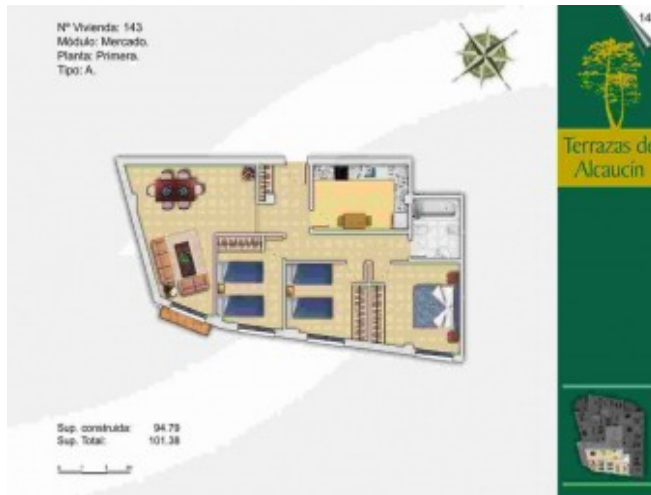 Nº Vivienda: 143
Módulo: Mercado.
Planta: Primera.
Tipo: A.
14
Terrazas de
Alcaucín
Sup. construida: 94.79
Sup. Total: 101.38